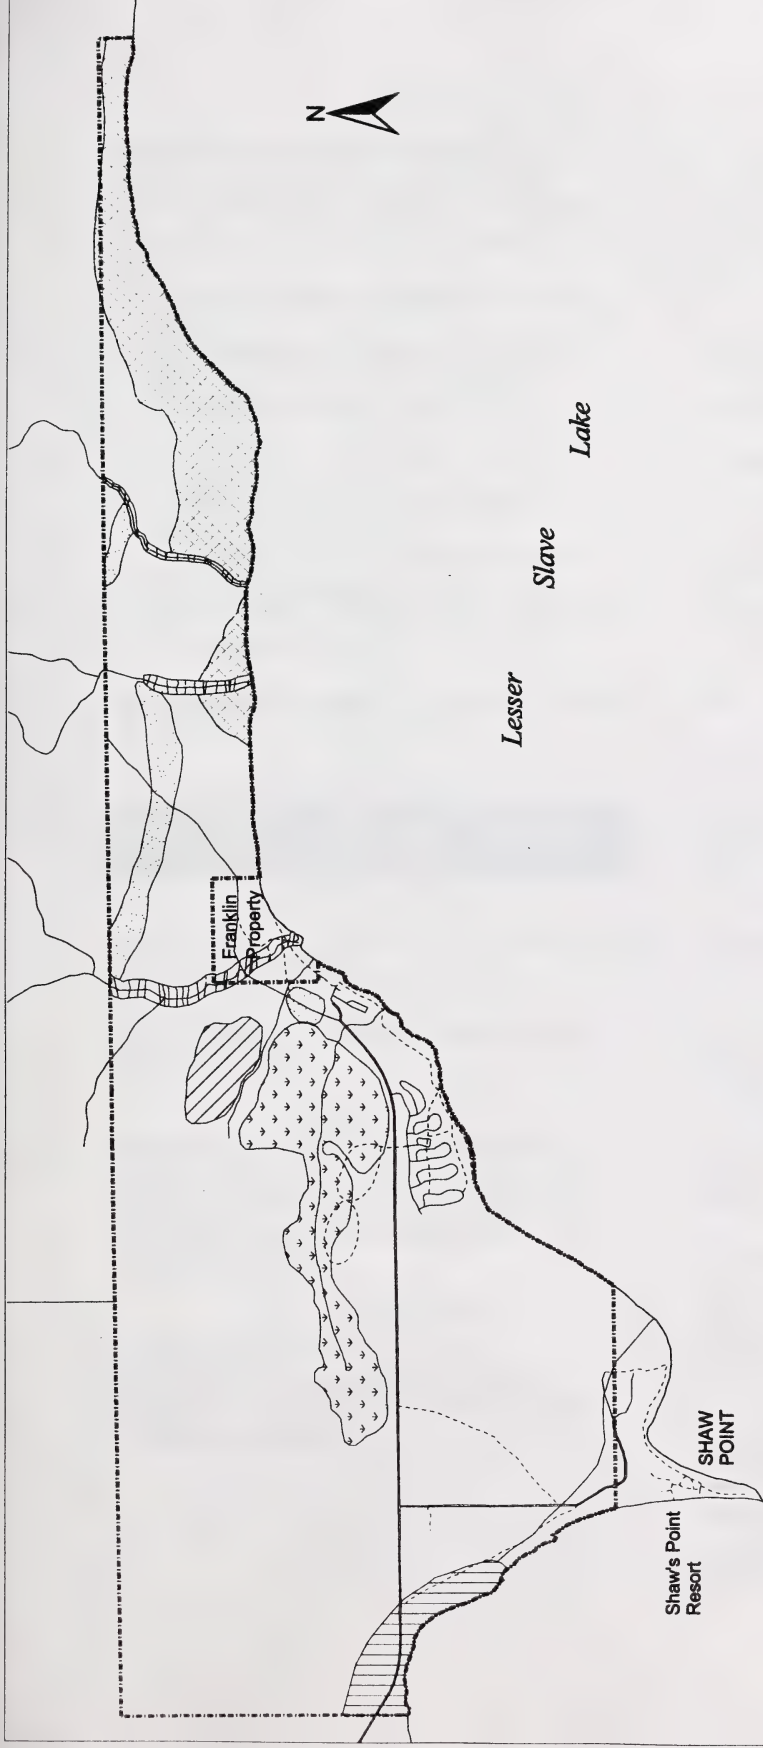 N
Franklin
Property
Lesser
Slave
Lake
Shaw's Point
Resort
SHAW
POINT